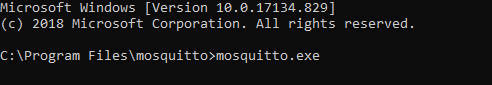 Microsoft Windows [Version 10.0.17134.829]
(c) 2018 Microsoft Corporation. All rights reserved.
C:\Program Files\mosquitto>mosquitto.exe